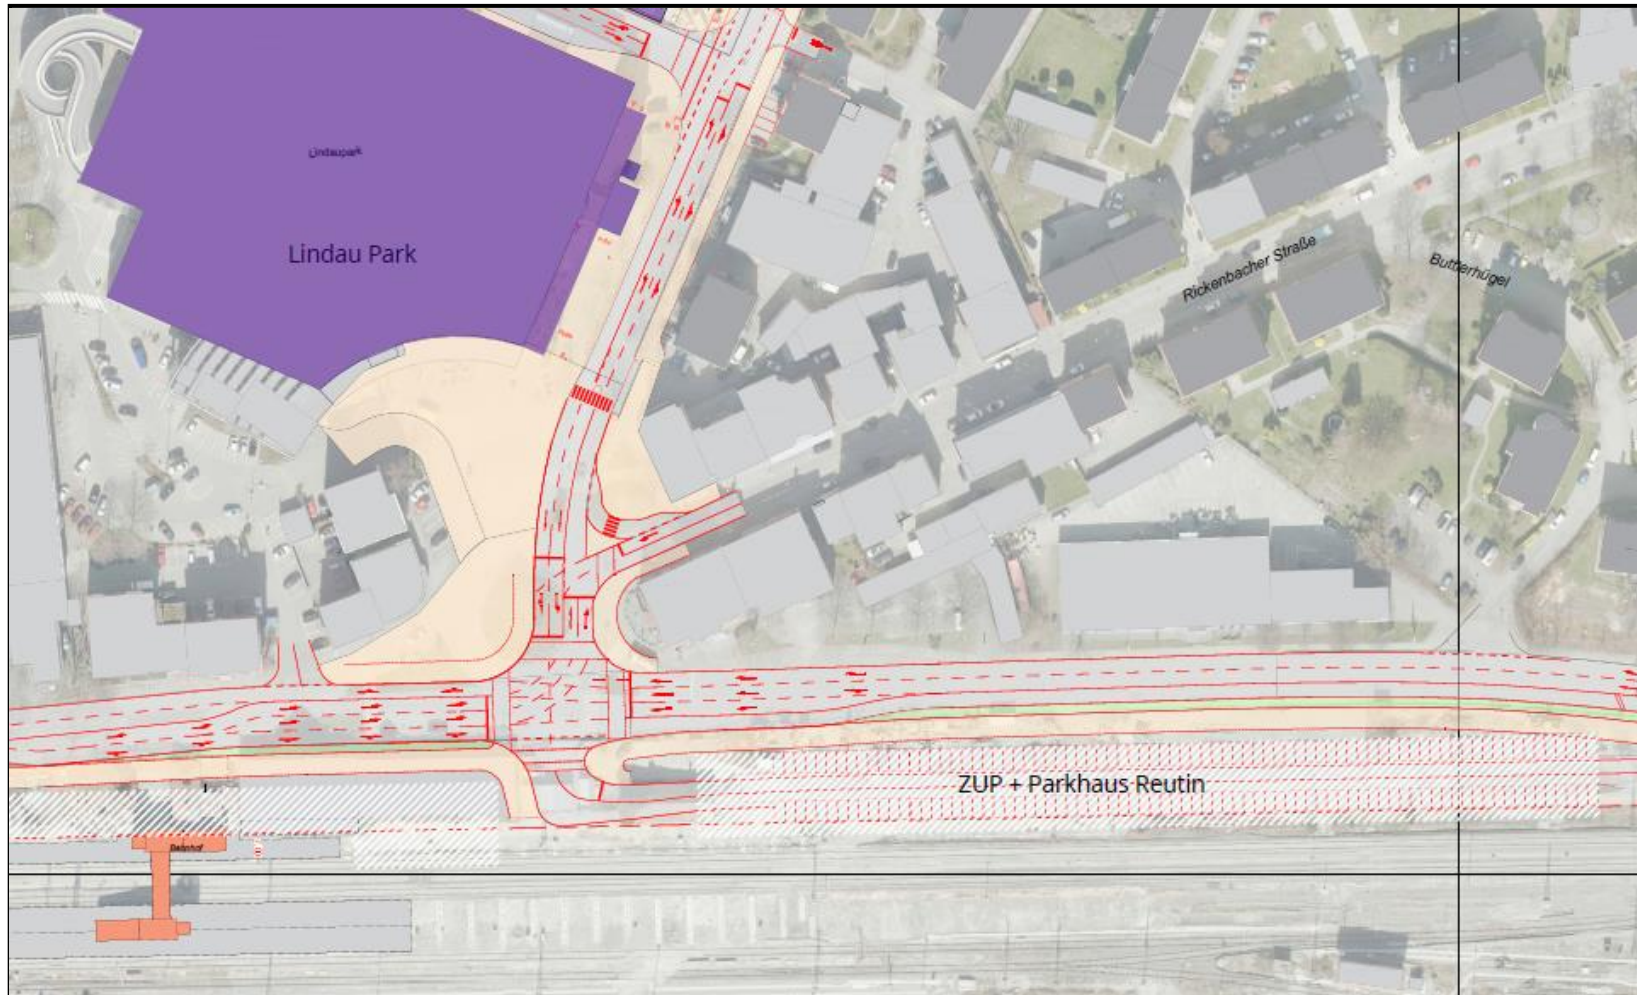 Lindaupark
Lindau Park
Rickenbacher Straße
Buttlerhügel
ZUP + Parkhaus Reutin
Bahnhof